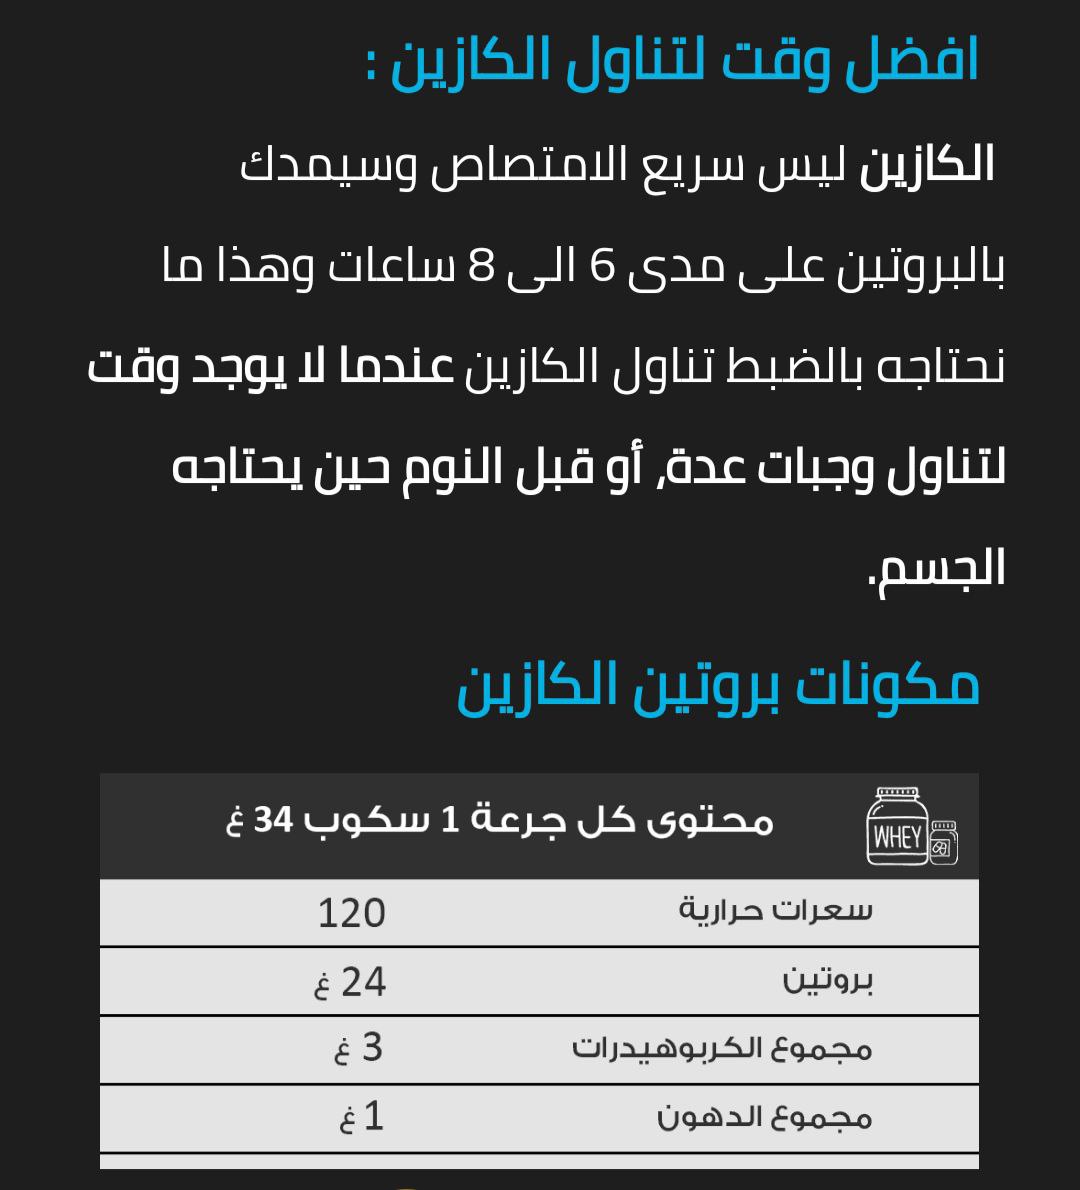 افضل وقت لتناول الكازين :
الكازين ليس سريع الامتصاص وسيمدك
بالبروتين على مدى 6 الى 8 ساعات وهذا ما
نحتاجه بالضبط تناول الكازين عندما لا يوجد وقت
لتناول وجبات عدة, أو قبل النوم حين يحتاجه
الجسم.
مكونات بروتين الكازين
محتوى كل جرعة 1 سكوب 34 غ
WHEY
سعرات حرارية 120
بروتين 24 غ
مجموع الكربوهيدرات 3 غ
مجموع الدهون 1 غ